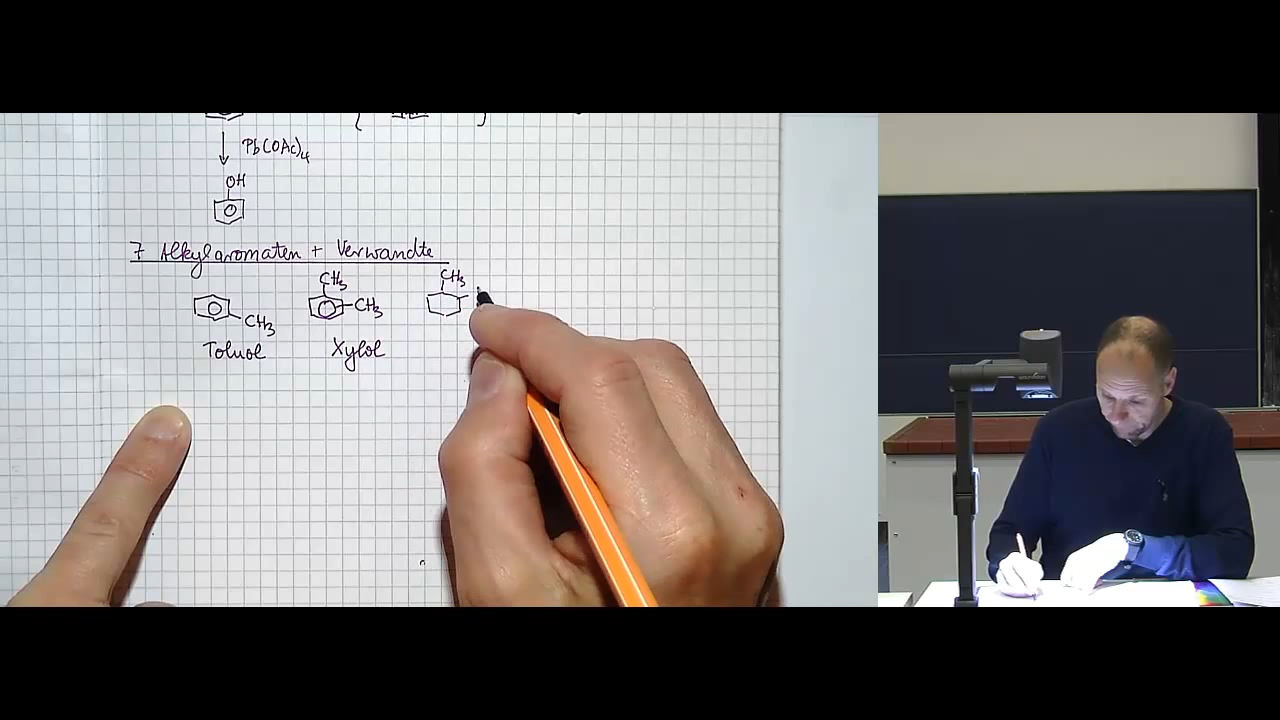 Pb(OAc)4
OH
7 Alkylaromaten + Verwandte
CH3
CH3
CH3
CH3
Toluol
Xylol